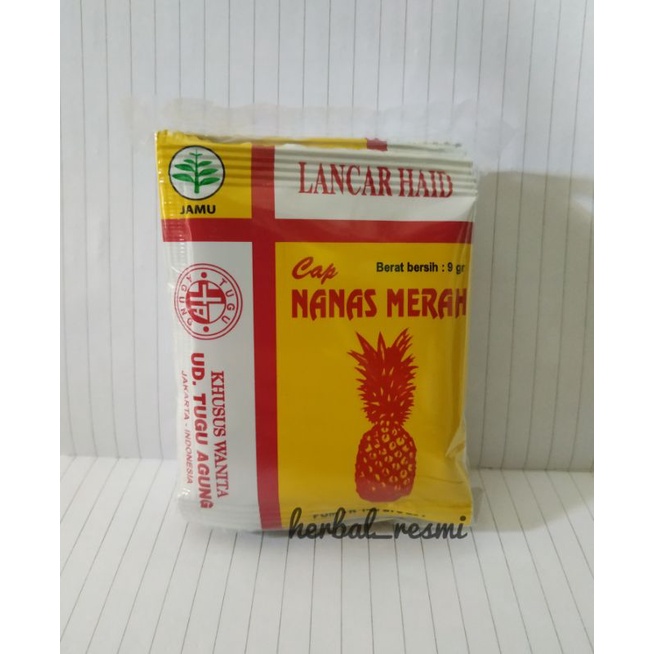 JAMU
LANCAR HAID
Cap
Berat bersih : 9 gr
NANAS MERAH
TUGU
AGUNG
KHUSUS WANITA
UD. TUGU AGUNG
JAKARTA - INDONESIA
herbal_resmi